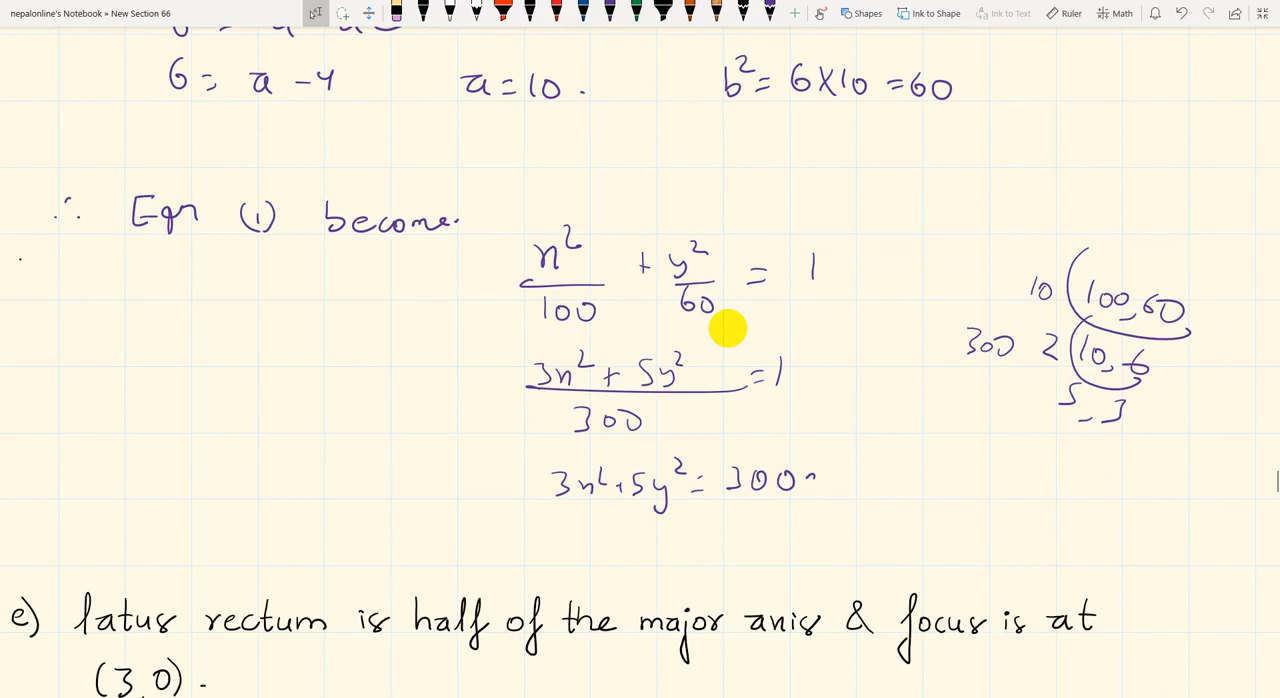 nepalonline's Notebook » New Section 66
Shapes Ink to Shape Ink to Text Ruler Math
6 = a - 4 a = 10 . b² = 6 × 10 = 60
∴ Eqn (1) become.
x²/100 + y²/60 = 1
10 100, 60
300 2 10, 6
5 - 3
3x² + 5y² / 300 = 1
3x² + 5y² = 300
e) latus rectum is half of the major axis & focus is at
(3,0).